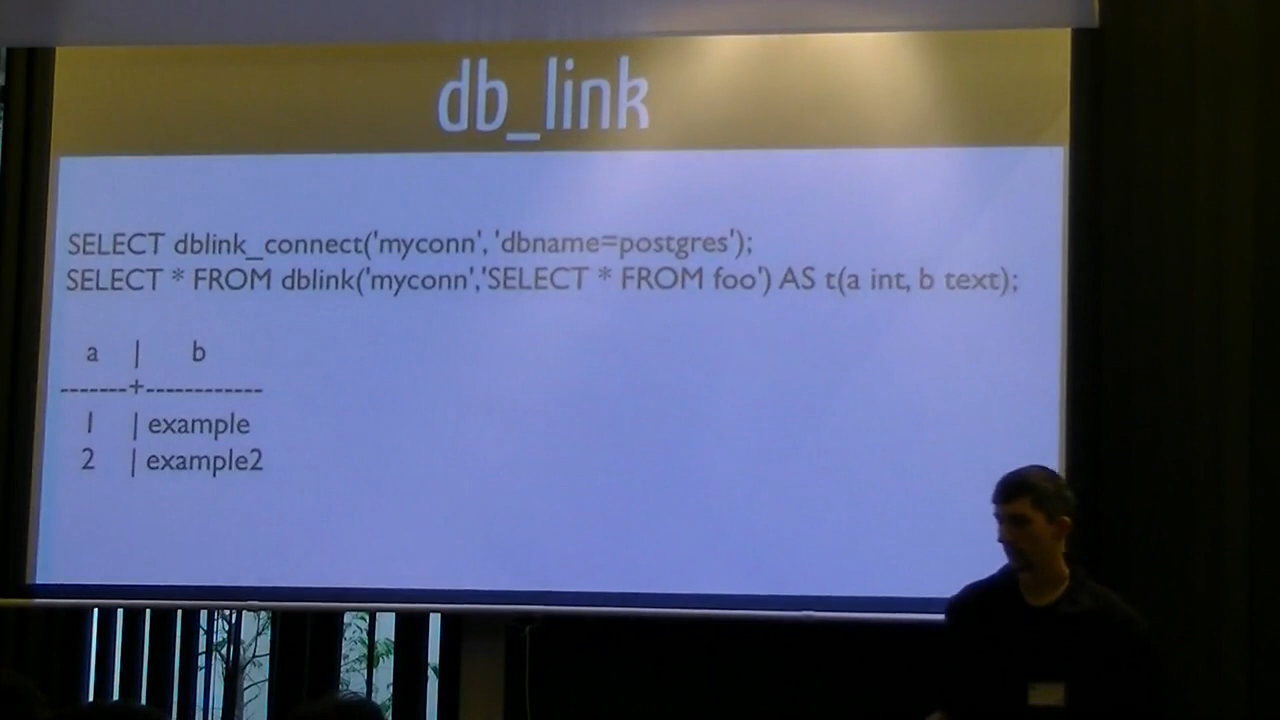 db_link
SELECT dblink_connect('myconn', 'dbname=postgres');
SELECT * FROM dblink('myconn','SELECT * FROM foo') AS t(a int, b text);
a | b
-------+------------
1 | example
2 | example2